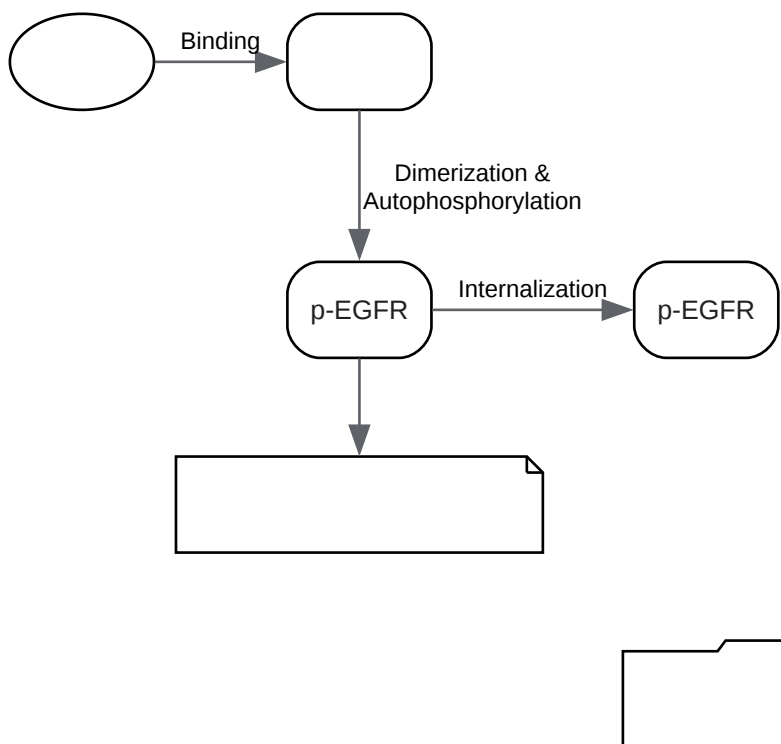 Binding
Dimerization &
Autophosphorylation
p-EGFR
Internalization
p-EGFR